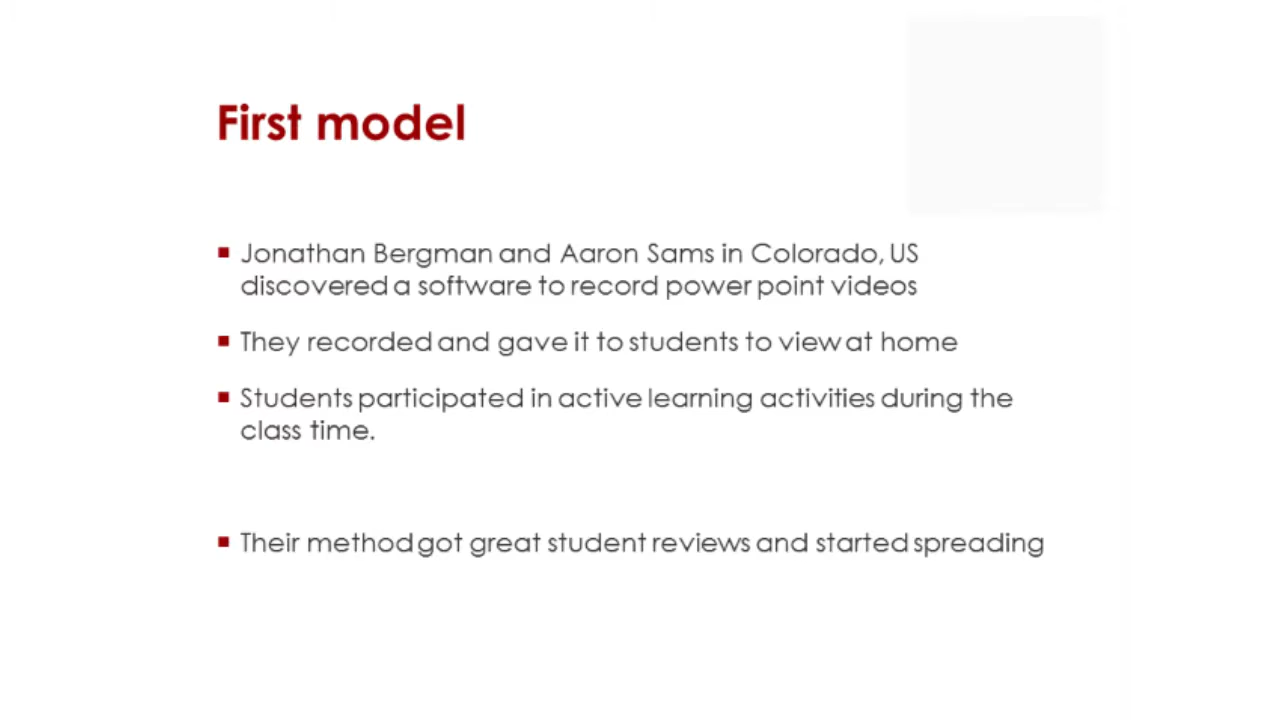 First model
▪ Jonathan Bergman and Aaron Sams in Colorado, US
discovered a software to record power point videos
▪ They recorded and gave it to students to view at home
▪ Students participated in active learning activities during the
class time.
▪ Their method got great student reviews and started spreading